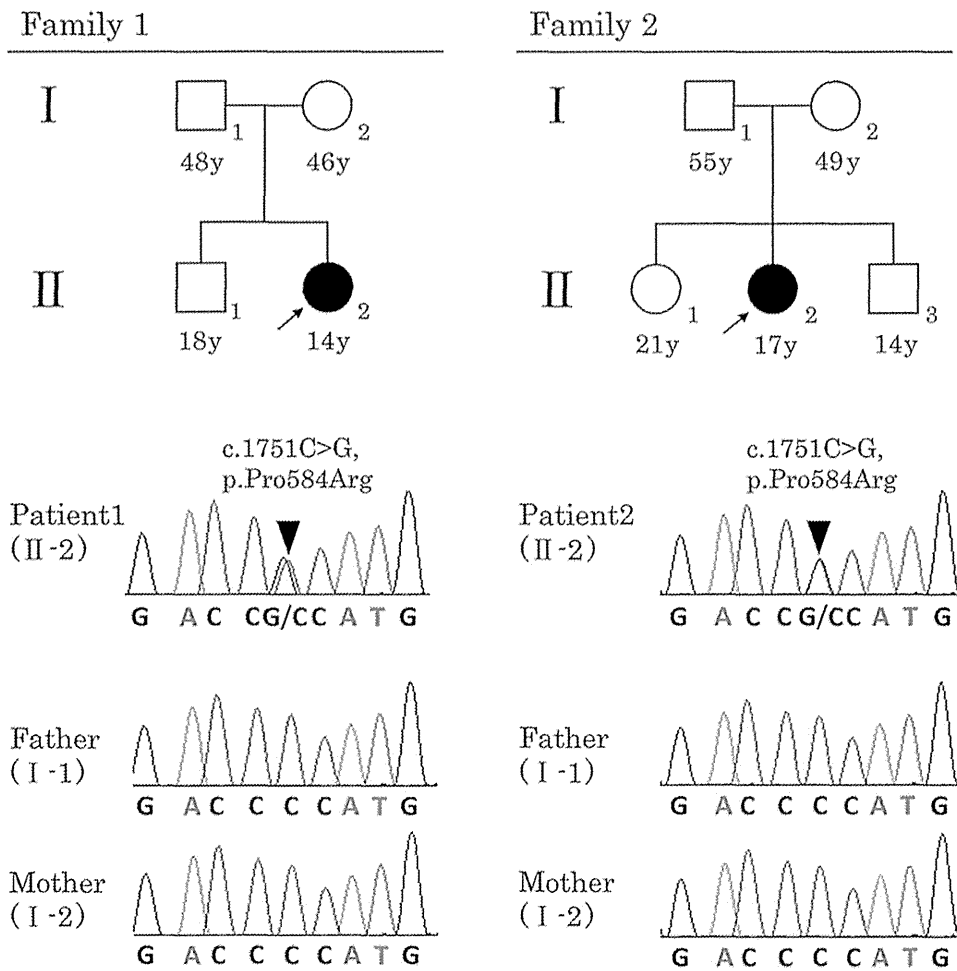 Family 1
Family 2
I
1
2
48y
46y
I
1
2
55y
49y
II
1
2
18y
14y
II
1
2
3
21y
17y
14y
c.1751C>G,
p.Pro584Arg
c.1751C>G,
p.Pro584Arg
Patient1
(II-2)
G A C CG/CC A T G
Patient2
(II-2)
G A C CG/CC A T G
Father
(I-1)
G A C C C C A T G
Father
(I-1)
G A C C C C A T G
Mother
(I-2)
G A C C C C A T G
Mother
(I-2)
G A C C C C A T G